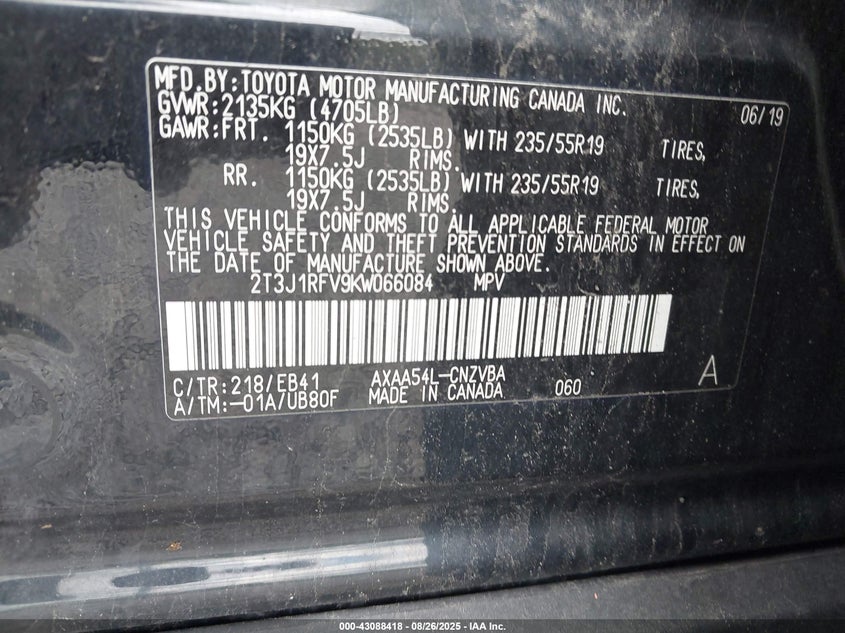 MFD.BY:TOYOTA MOTOR MANUFACTURING CANADA INC. 06/19
GVWR:2135KG (4705LB)
GAWR:FRT. 1150KG (2535LB) WITH 235/55R19 TIRES,
19X7.5J RIMS.
RR. 1150KG (2535LB) WITH 235/55R19 TIRES,
19X7.5J RIMS.
THIS VEHICLE CONFORMS TO ALL APPLICABLE FEDERAL MOTOR
VEHICLE SAFETY AND THEFT PREVENTION STANDARDS IN EFFECT ON
THE DATE OF MANUFACTURE SHOWN ABOVE.
2T3J1RFV9KW066084 MPV
C/TR:218/EB41 AXAA54L-CNZVBA A
A/TM:-01A/UB80F MADE IN CANADA 060
000-43088418 - 08/26/2025 - IAA Inc.